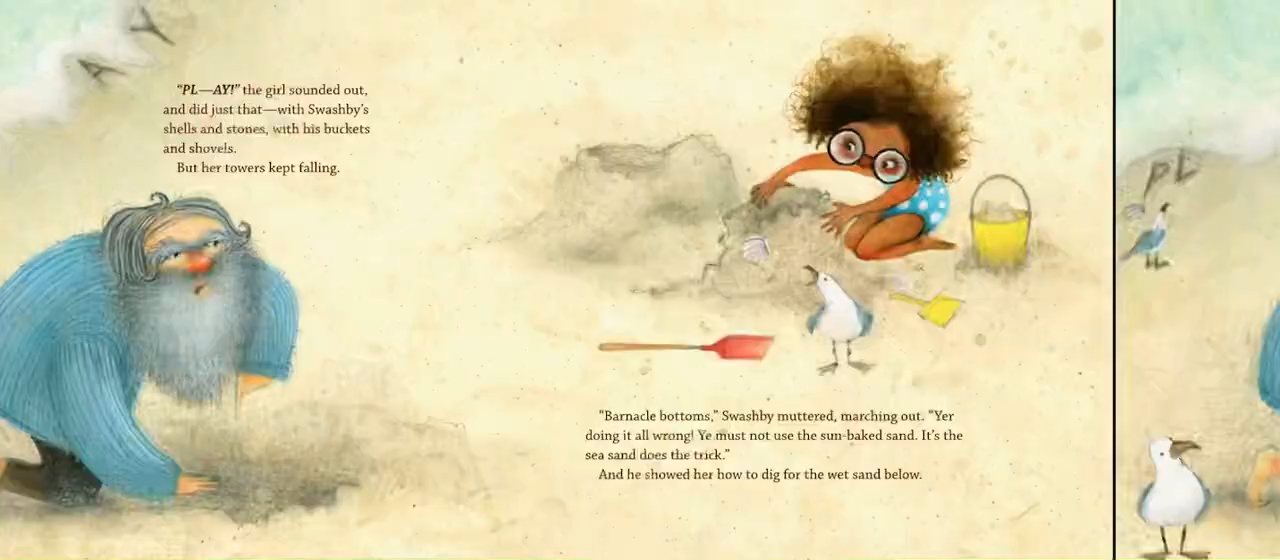 A Y
"PL—AY!" the girl sounded out,
and did just that—with Swashby's
shells and stones, with his buckets
and shovels.
But her towers kept falling.
"Barnacle bottoms," Swashby muttered, marching out. "Yer
doing it all wrong! Ye must not use the sun-baked sand. It's the
sea sand does the trick."
And he showed her how to dig for the wet sand below.
PL